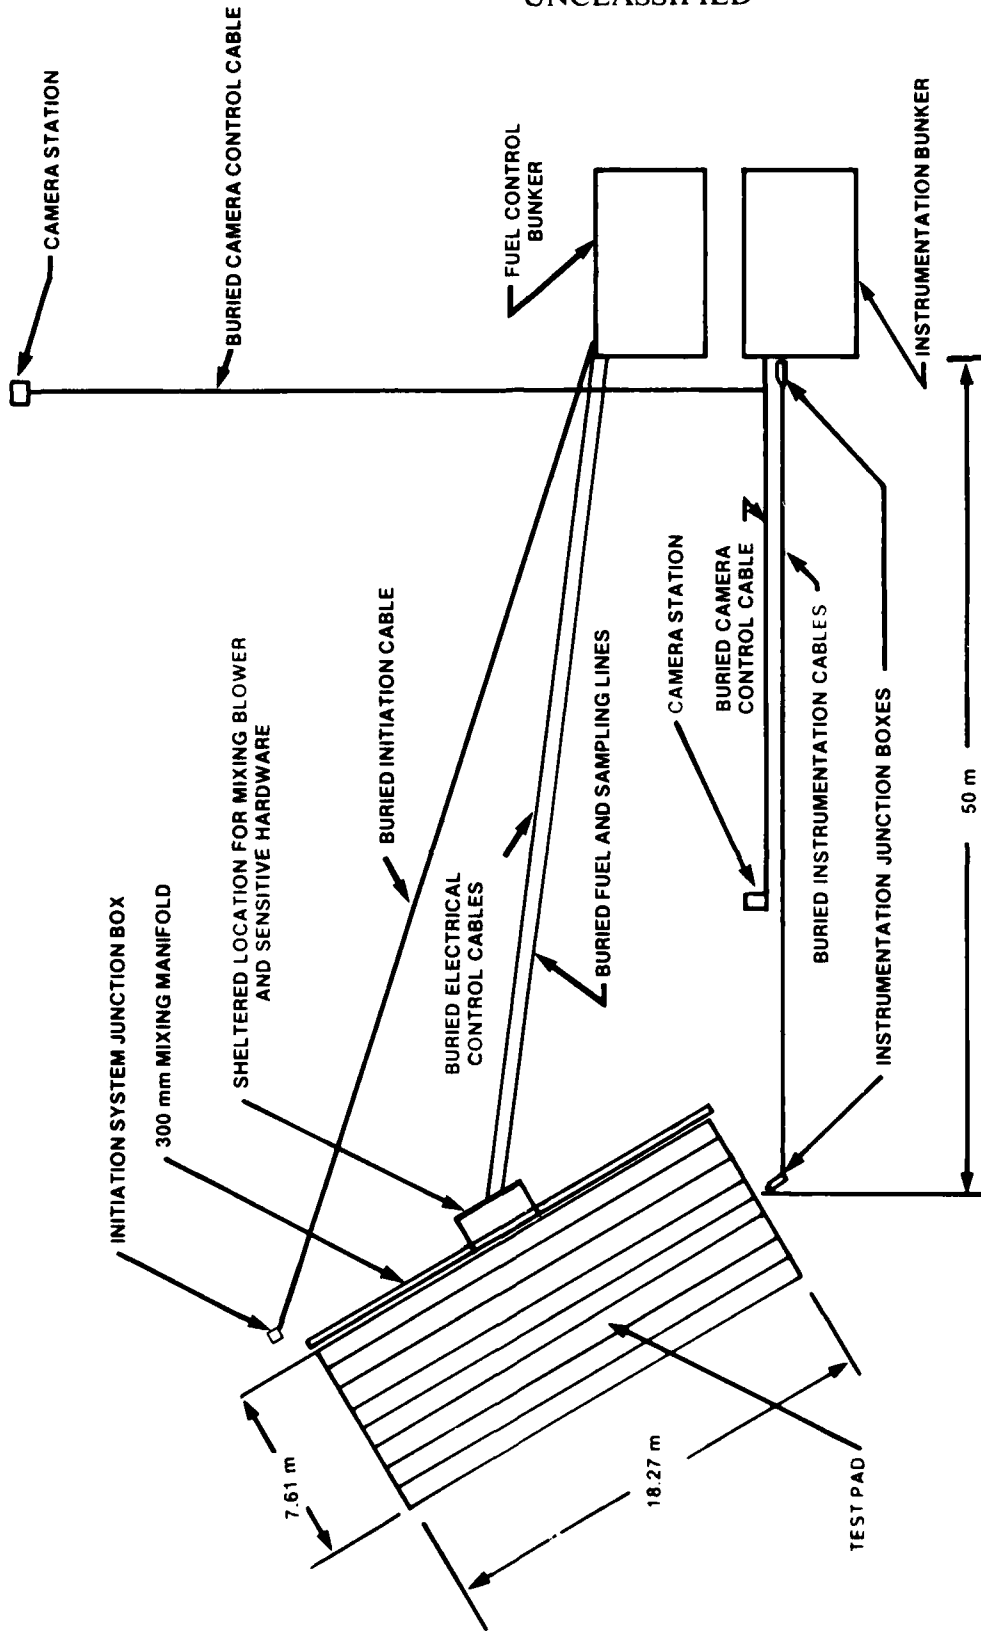 UNCLASSIFIED
CAMERA STATION
BURIED CAMERA CONTROL CABLE
FUEL CONTROL
BUNKER
INSTRUMENTATION BUNKER
SHELTERED LOCATION FOR MIXING BLOWER
AND SENSITIVE HARDWARE
BURIED INITIATION CABLE
BURIED ELECTRICAL
CONTROL CABLES
BURIED FUEL AND SAMPLING LINES
CAMERA STATION
BURIED CAMERA
CONTROL CABLE
BURIED INSTRUMENTATION CABLES
INSTRUMENTATION JUNCTION BOXES
50 m
INITIATION SYSTEM JUNCTION BOX
300 mm MIXING MANIFOLD
7.61 m
18.27 m
TEST PAD